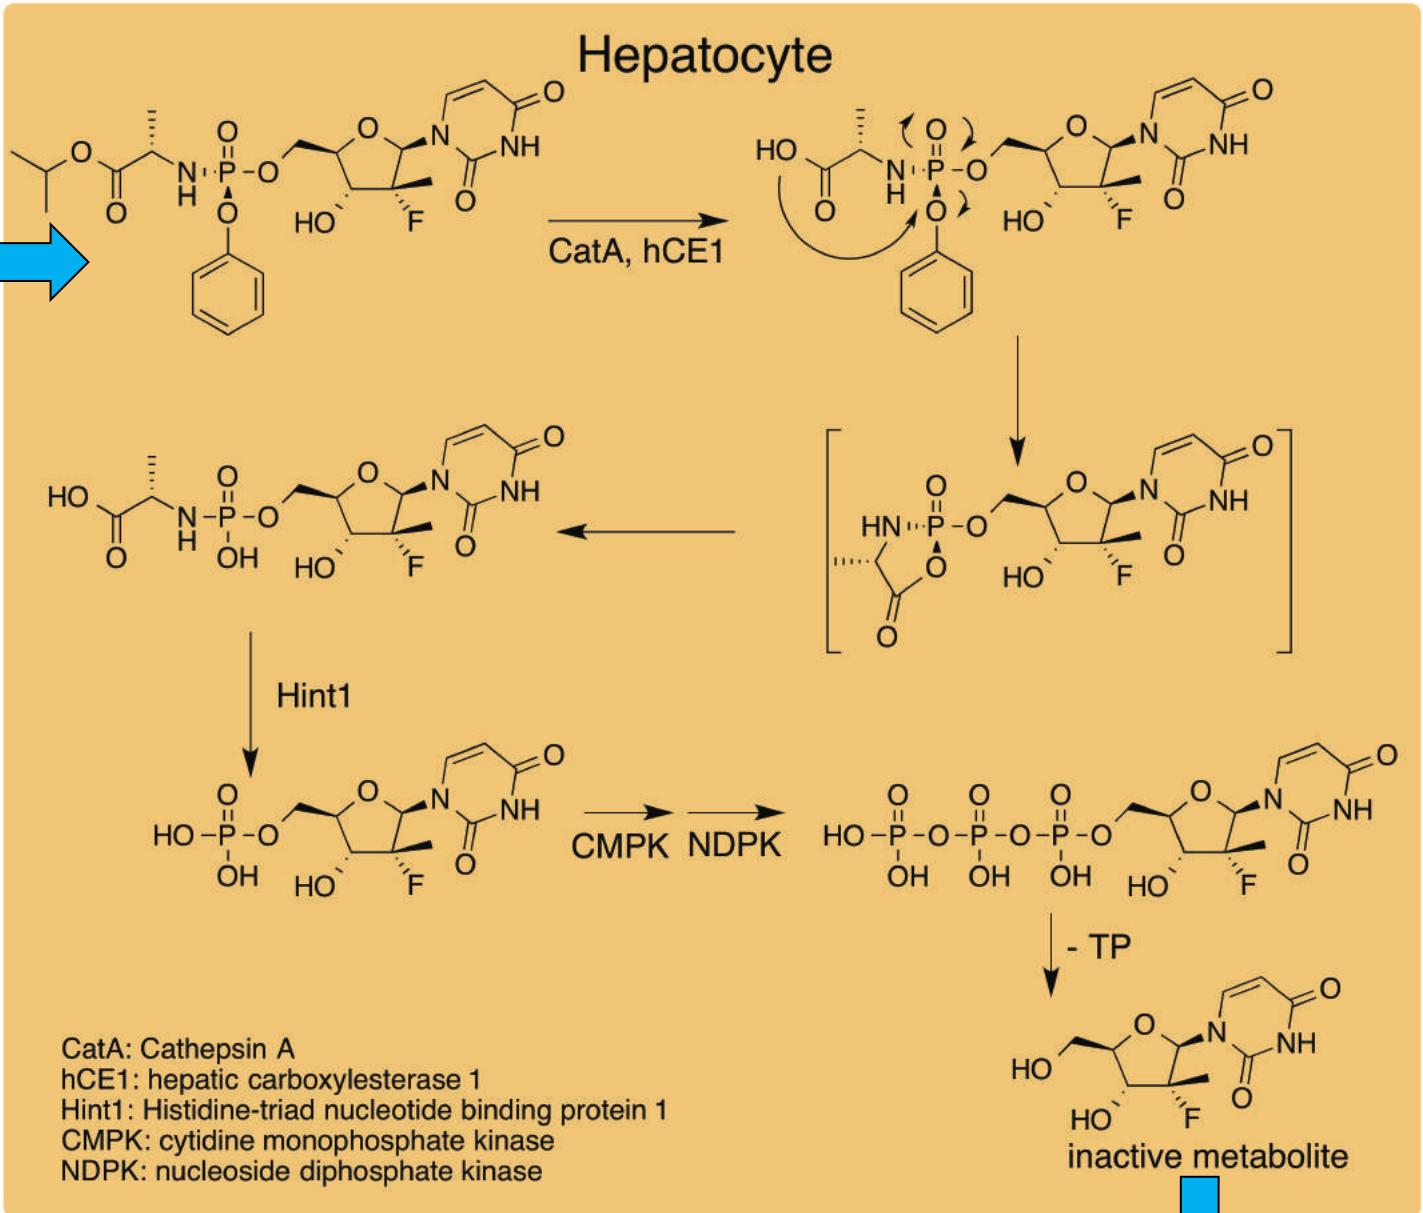 Hepatocyte
CatA, hCE1
Hint1
CMPK NDPK
- TP
inactive metabolite
CatA: Cathepsin A
hCE1: hepatic carboxylesterase 1
Hint1: Histidine-triad nucleotide binding protein 1
CMPK: cytidine monophosphate kinase
NDPK: nucleoside diphosphate kinase